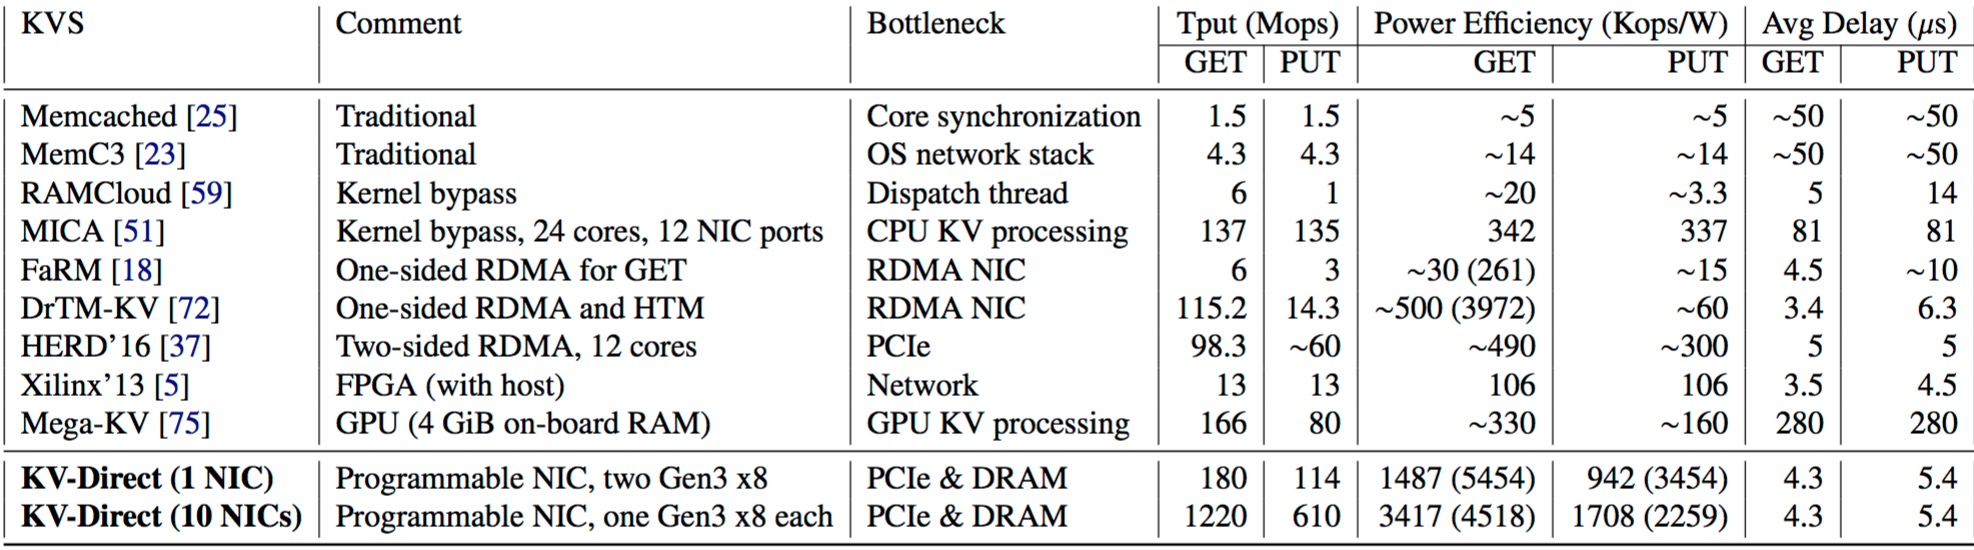 KVS Comment Bottleneck Tput (Mops) Power Efficiency (Kops/W) Avg Delay (μs)
GET PUT GET PUT GET PUT
Memcached [25] Traditional Core synchronization 1.5 1.5 ~5 ~5 ~50 ~50
MemC3 [23] Traditional OS network stack 4.3 4.3 ~14 ~14 ~50 ~50
RAMCloud [59] Kernel bypass Dispatch thread 6 1 ~20 ~3.3 5 14
MICA [51] Kernel bypass, 24 cores, 12 NIC ports CPU KV processing 137 135 342 337 81 81
FaRM [18] One-sided RDMA for GET RDMA NIC 6 3 ~30 (261) ~15 4.5 ~10
DrTM-KV [72] One-sided RDMA and HTM RDMA NIC 115.2 14.3 ~500 (3972) ~60 3.4 6.3
HERD’16 [37] Two-sided RDMA, 12 cores PCIe 98.3 ~60 ~490 ~300 5 5
Xilinx’13 [5] FPGA (with host) Network 13 13 106 106 3.5 4.5
Mega-KV [75] GPU (4 GiB on-board RAM) GPU KV processing 166 80 ~330 ~160 280 280
KV-Direct (1 NIC) Programmable NIC, two Gen3 x8 PCIe & DRAM 180 114 1487 (5454) 942 (3454) 4.3 5.4
KV-Direct (10 NICs) Programmable NIC, one Gen3 x8 each PCIe & DRAM 1220 610 3417 (4518) 1708 (2259) 4.3 5.4